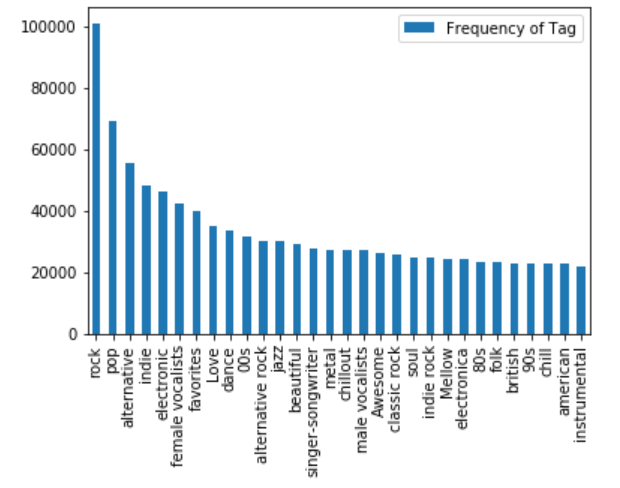 100000
80000
60000
40000
20000
0
Frequency of Tag
rock
pop
alternative
indie
electronic
female vocalists
favorites
Love
dance
00s
alternative rock
jazz
beautiful
singer-songwriter
metal
chillout
male vocalists
Awesome
classic rock
soul
indie rock
Mellow
electronica
80s
folk
british
90s
chill
american
instrumental